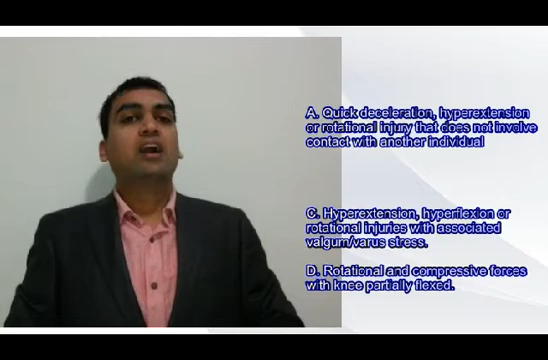 A. Quick deceleration, hyperextension
or rotational injury that does not involve
contact with another individual
C. Hyperextension, hyperflexion or
rotational injuries with associated
valgum/varus stress.
D. Rotational and compressive forces
with knee partially flexed.